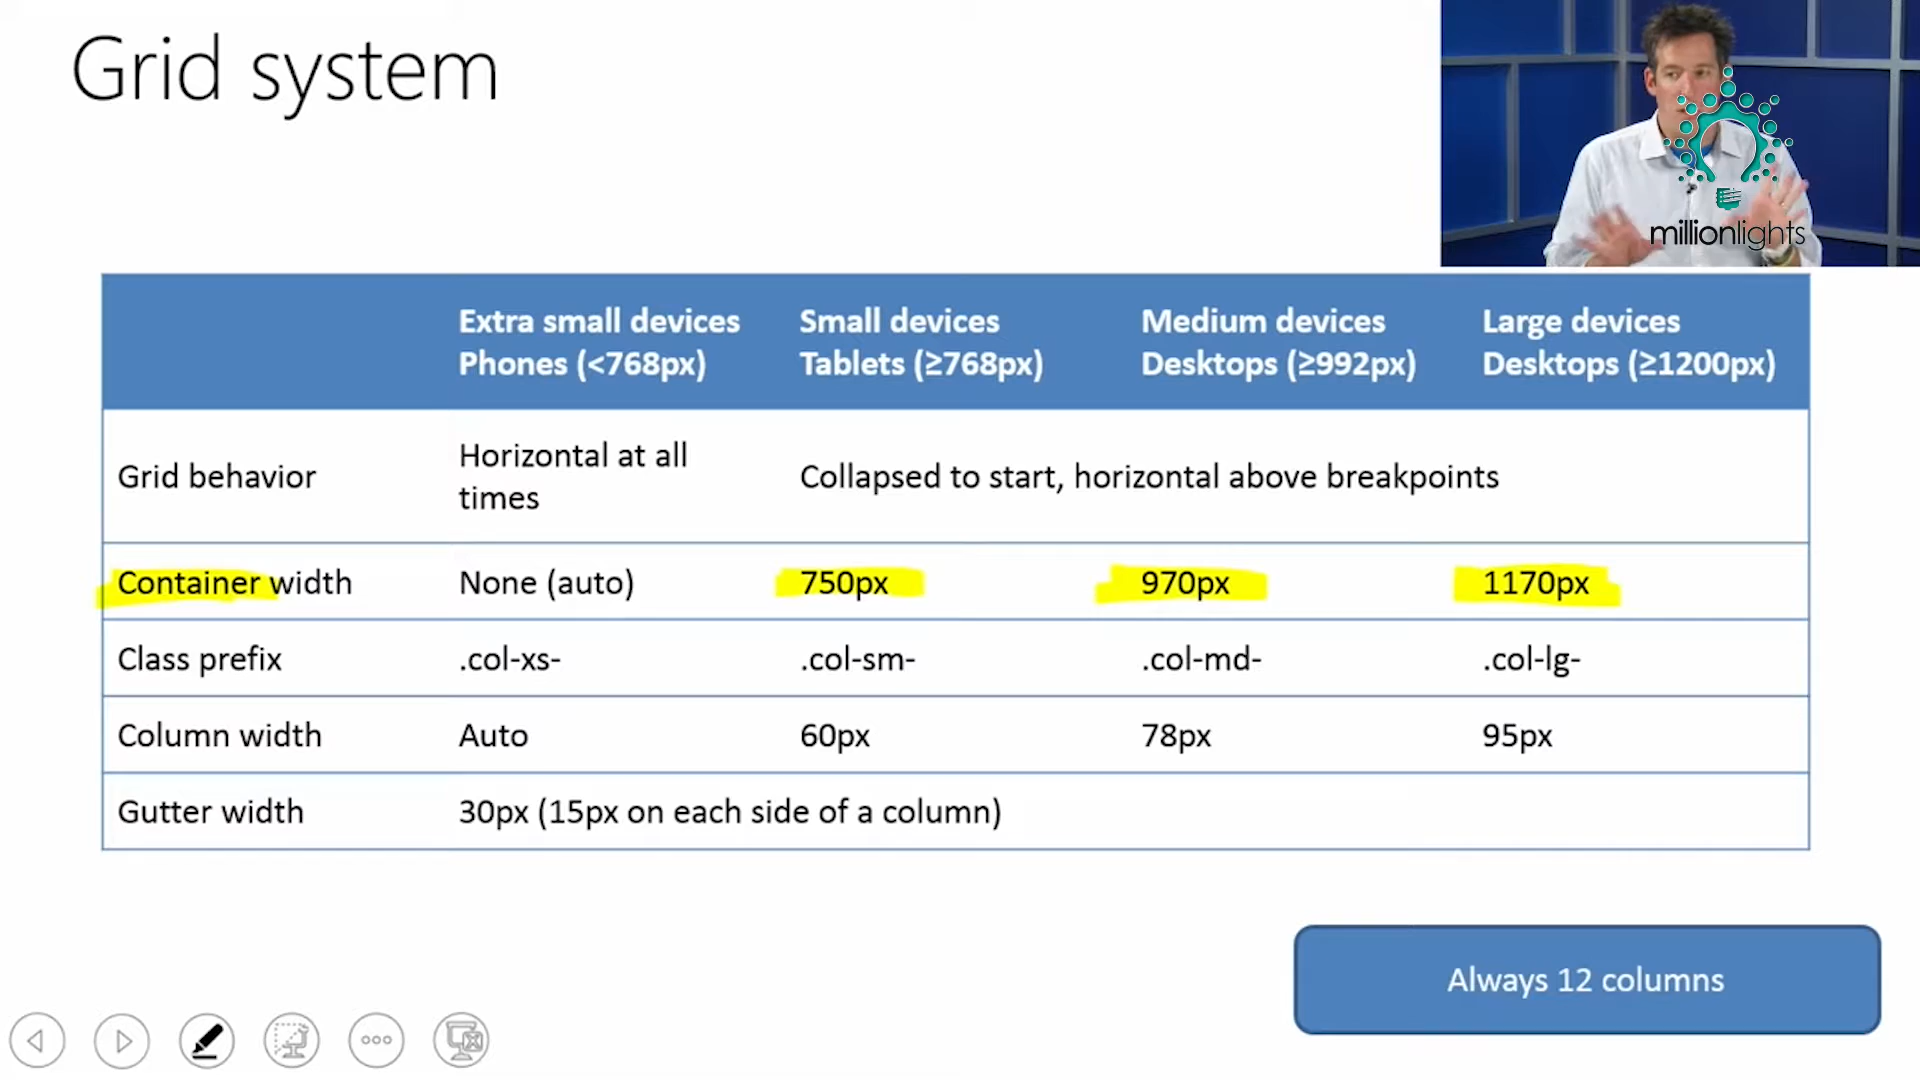 Grid system
millionlights
Extra small devices
Phones (<768px)
Small devices
Tablets (≥768px)
Medium devices
Desktops (≥992px)
Large devices
Desktops (≥1200px)
Grid behavior
Horizontal at all
times
Collapsed to start, horizontal above breakpoints
Container width
None (auto)
750px
970px
1170px
Class prefix
.col-xs-
.col-sm-
.col-md-
.col-lg-
Column width
Auto
60px
78px
95px
Gutter width
30px (15px on each side of a column)
Always 12 columns